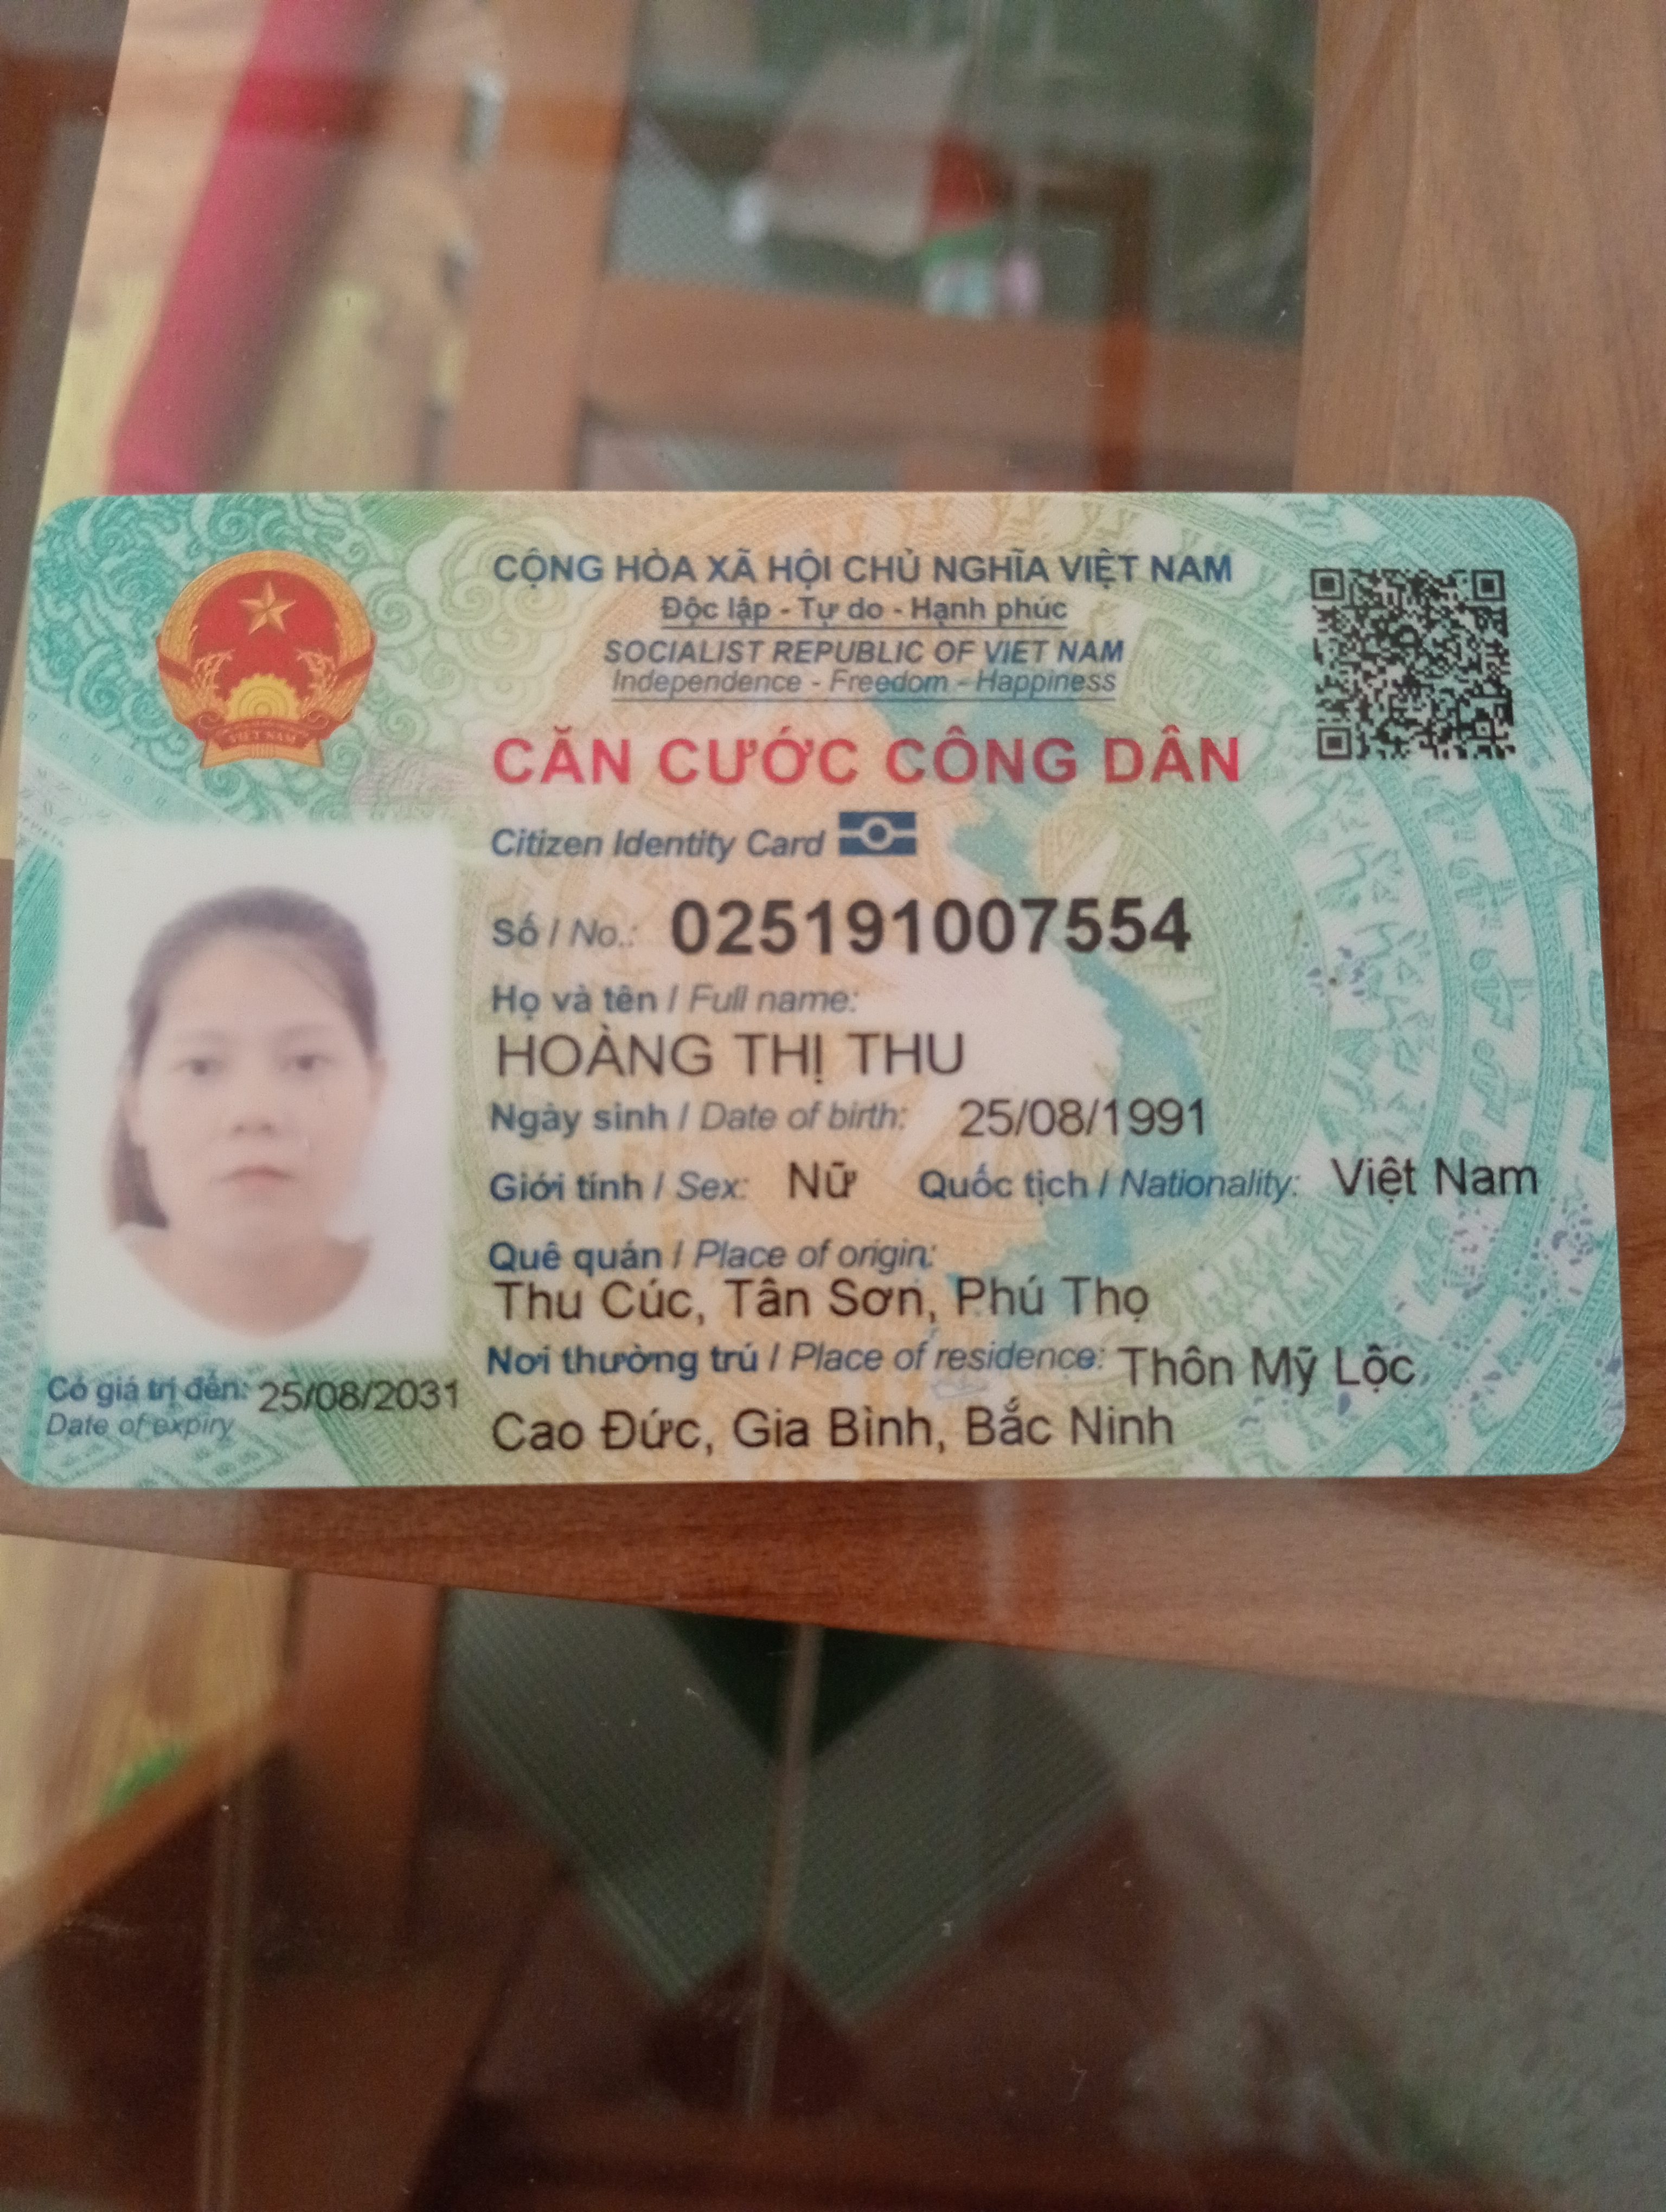 CỘNG HÒA XÃ HỘI CHỦ NGHĨA VIỆT NAM
Độc lập - Tự do - Hạnh phúc
SOCIALIST REPUBLIC OF VIET NAM
Independence - Freedom - Happiness
CĂN CƯỚC CÔNG DÂN
Citizen Identity Card
Số / No.: 025191007554
Họ và tên / Full name:
HOÀNG THỊ THU
Ngày sinh / Date of birth: 25/08/1991
Giới tính / Sex: Nữ Quốc tịch / Nationality: Việt Nam
Quê quán / Place of origin:
Thu Cúc, Tân Sơn, Phú Thọ
Nơi thường trú / Place of residence: Thôn Mỹ Lộc,
Cao Đức, Gia Bình, Bắc Ninh
Có giá trị đến: 25/08/2031
Date of expiry
VIỆT NAM